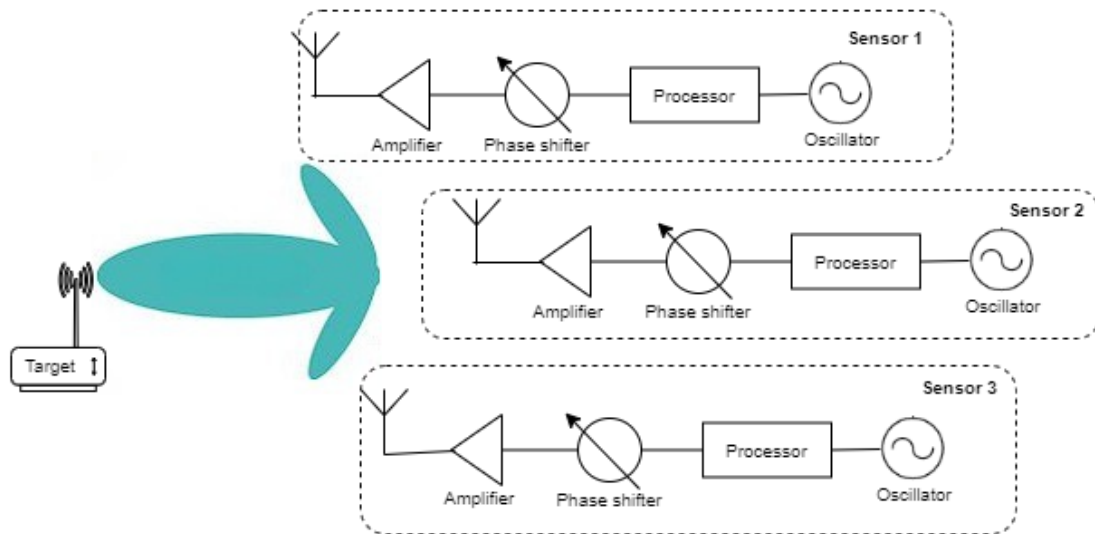 Sensor 1
Processor
Amplifier
Phase shifter
Oscillator
Sensor 2
Processor
Amplifier
Phase shifter
Oscillator
Target
Sensor 3
Processor
Amplifier
Phase shifter
Oscillator